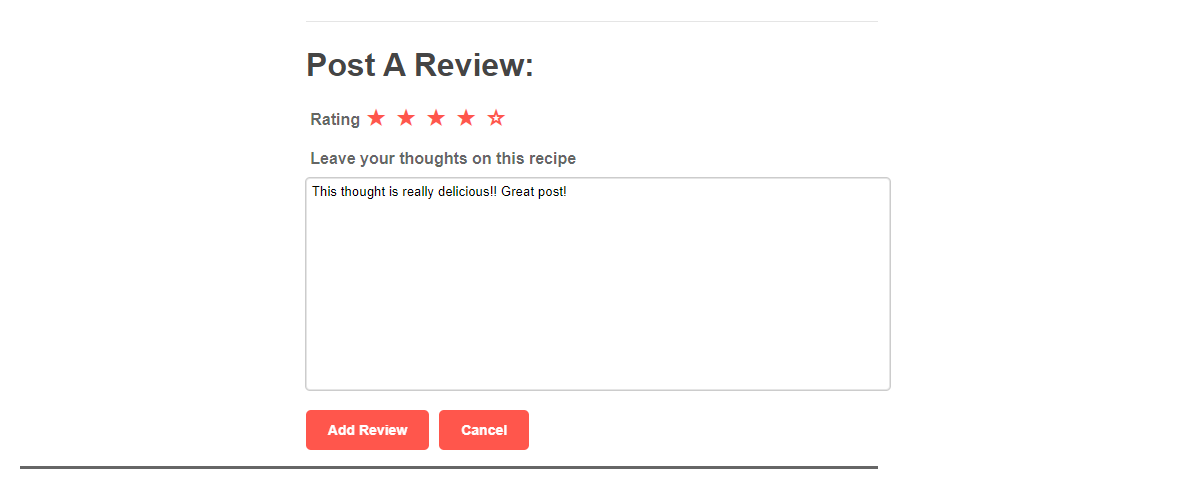 Post A Review:
Rating ★ ★ ★ ★ ☆
Leave your thoughts on this recipe
This thought is really delicious!! Great post!
Add Review Cancel